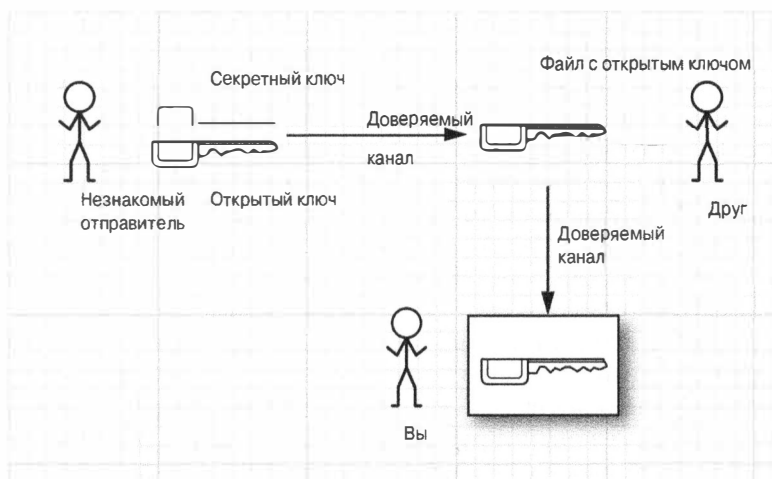 Секретный ключ
Файл с открытым ключом
Доверяемый
канал
Незнакомый
отправитель
Открытый ключ
Друг
Доверяемый
канал
Вы